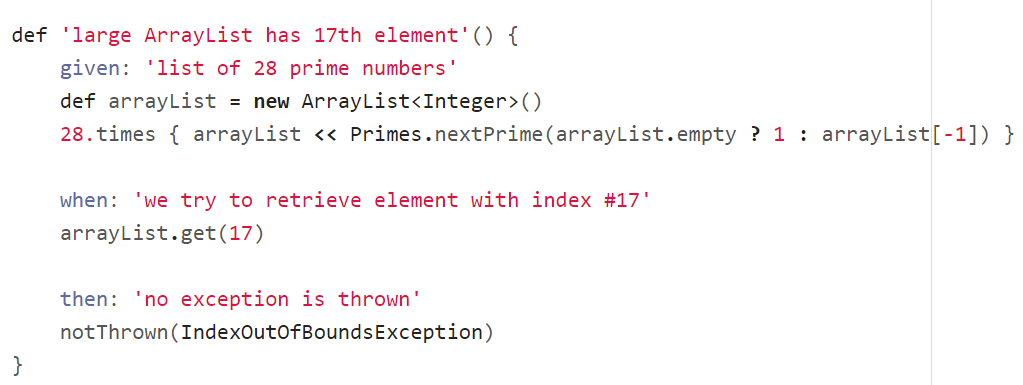 def 'large ArrayList has 17th element'() {
    given: 'list of 28 prime numbers'
    def arrayList = new ArrayList<Integer>()
    28.times { arrayList << Primes.nextPrime(arrayList.empty ? 1 : arrayList[-1]) }

    when: 'we try to retrieve element with index #17'
    arrayList.get(17)

    then: 'no exception is thrown'
    notThrown(IndexOutOfBoundsException)
}